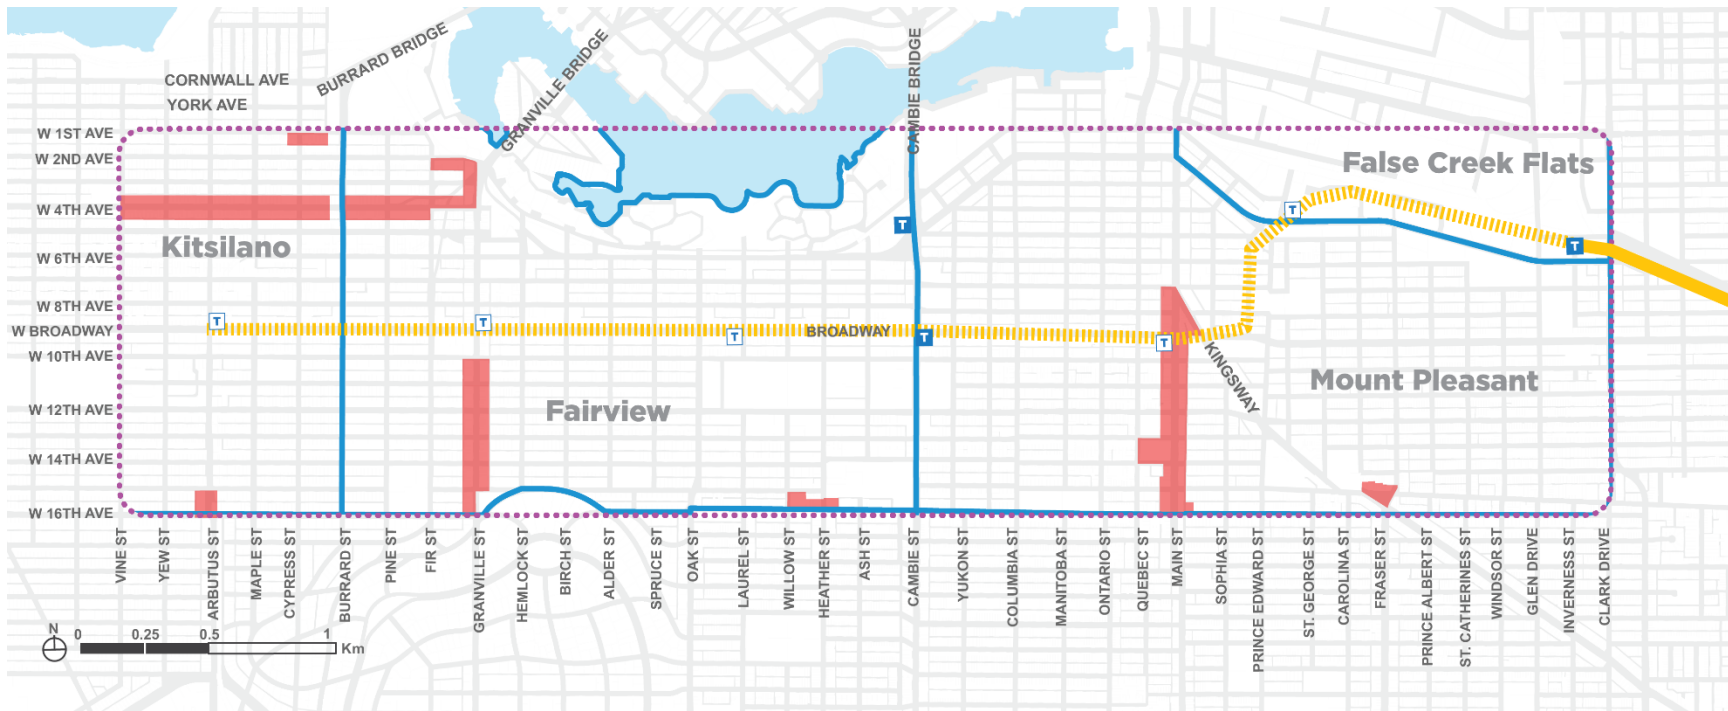 BURRARD BRIDGE
GRANVILLE BRIDGE
CAMBIE BRIDGE
CORNWALL AVE
YORK AVE
W 1ST AVE
W 2ND AVE
W 4TH AVE
W 6TH AVE
W 8TH AVE
W BROADWAY
W 10TH AVE
W 12TH AVE
W 14TH AVE
W 16TH AVE
False Creek Flats
Kitsilano
T
T
T
T
T
T
T
T
BROADWAY
KINGSWAY
Mount Pleasant
Fairview
VINE ST
YEW ST
ARBUTUS ST
MAPLE ST
CYPRESS ST
BURRARD ST
PINE ST
FIR ST
GRANVILLE ST
HEMLOCK ST
BIRCH ST
ALDER ST
SPRUCE ST
OAK ST
LAUREL ST
WILLOW ST
HEATHER ST
ASH ST
CAMBIE ST
YUKON ST
COLUMBIA ST
MANITOBA ST
ONTARIO ST
QUEBEC ST
MAIN ST
SOPHIA ST
PRINCE EDWARD ST
ST. GEORGE ST
CAROLINA ST
FRASER ST
PRINCE ALBERT ST
ST. CATHERINES ST
WINDSOR ST
GLEN DRIVE
INVERNESS ST
CLARK DRIVE
N
0 0.25 0.5 1
Km